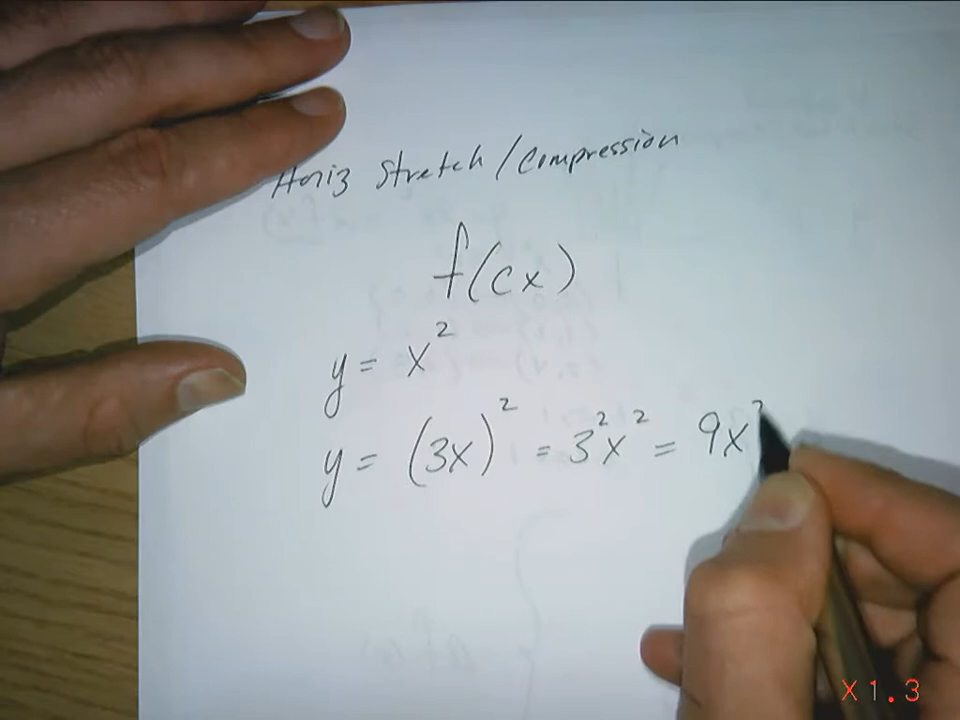 Horiz Stretch / Compression
f(cx)
y = x²
y = (3x)² = 3²x² = 9x²
X1.3